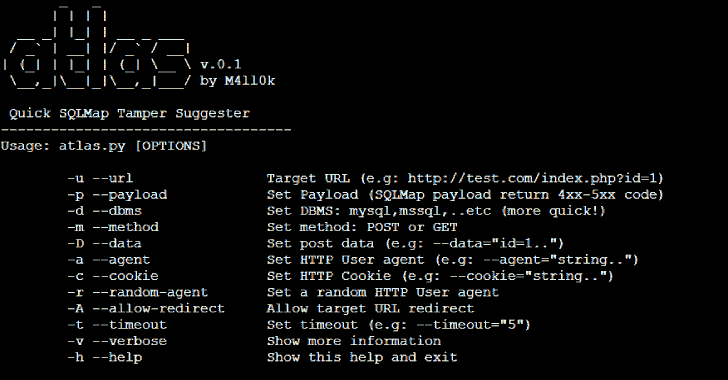 atlas
v.0.1
by M4ll0k
Quick SQLMap Tamper Suggester
-----------------------------------
Usage: atlas.py [OPTIONS]
-u --url Target URL (e.g: http://test.com/index.php?id=1)
-p --payload Set Payload (SQLMap payload return 4xx-5xx code)
-d --dbms Set DBMS: mysql,mssql,..etc (more quick!)
-m --method Set method: POST or GET
-D --data Set post data (e.g: --data="id=1..")
-a --agent Set HTTP User agent (e.g: --agent="string..")
-c --cookie Set HTTP Cookie (e.g: --cookie="string..")
-r --random-agent Set a random HTTP User agent
-A --allow-redirect Allow target URL redirect
-t --timeout Set timeout (e.g: --timeout="5")
-v --verbose Show more information
-h --help Show this help and exit